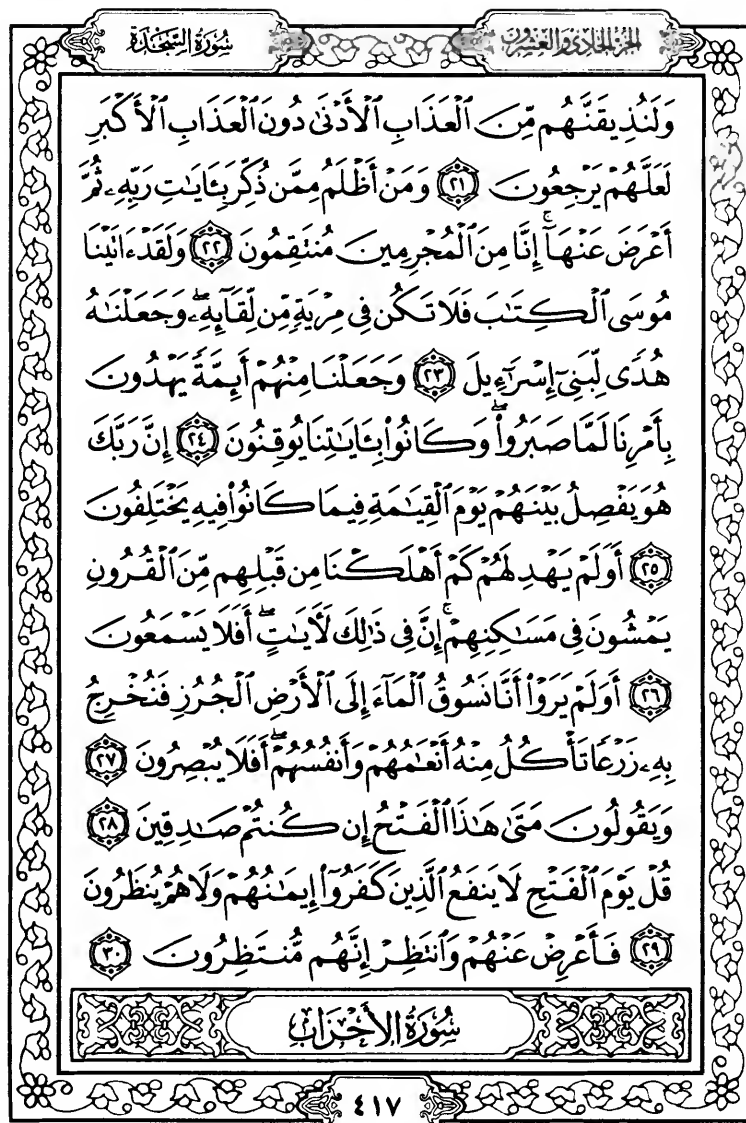 سُورَةُ السَّجْدَةِ
الجزء الحادي والعشرون
وَلَنُذِيقَنَّهُم مِّنَ ٱلْعَذَابِ ٱلْأَدْنَىٰ دُونَ ٱلْعَذَابِ ٱلْأَكْبَرِ
لَعَلَّهُمْ يَرْجِعُونَ ٢١ وَمَنْ أَظْلَمُ مِمَّن ذُكِّرَ بِـَٔايَـٰتِ رَبِّهِۦ ثُمَّ
أَعْرَضَ عَنْهَآ ۚ إِنَّا مِنَ ٱلْمُجْرِمِينَ مُنتَقِمُونَ ٢٢ وَلَقَدْ ءَاتَيْنَا
مُوسَى ٱلْكِتَـٰبَ فَلَا تَكُن فِى مِرْيَةٍ مِّن لِّقَآئِهِۦ ۖ وَجَعَلْنَـٰهُ
هُدًى لِّبَنِىٓ إِسْرَٰٓءِيلَ ٢٣ وَجَعَلْنَا مِنْهُمْ أَئِمَّةً يَهْدُونَ
بِأَمْرِنَا لَمَّا صَبَرُوا۟ ۖ وَكَانُوا۟ بِـَٔايَـٰتِنَا يُوقِنُونَ ٢٤ إِنَّ رَبَّكَ
هُوَ يَفْصِلُ بَيْنَهُمْ يَوْمَ ٱلْقِيَـٰمَةِ فِيمَا كَانُوا۟ فِيهِ يَخْتَلِفُونَ
٢٥ أَوَلَمْ يَهْدِ لَهُمْ كَمْ أَهْلَكْنَا مِن قَبْلِهِم مِّنَ ٱلْقُرُونِ
يَمْشُونَ فِى مَسَـٰكِنِهِمْ ۚ إِنَّ فِى ذَٰلِكَ لَـَٔايَـٰتٍ ۖ أَفَلَا يَسْمَعُونَ
٢٦ أَوَلَمْ يَرَوْا۟ أَنَّا نَسُوقُ ٱلْمَآءَ إِلَى ٱلْأَرْضِ ٱلْجُرُزِ فَنُخْرِجُ
بِهِۦ زَرْعًا تَأْكُلُ مِنْهُ أَنْعَـٰمُهُمْ وَأَنفُسُهُمْ ۖ أَفَلَا يُبْصِرُونَ ٢٧
وَيَقُولُونَ مَتَىٰ هَـٰذَا ٱلْفَتْحُ إِن كُنتُمْ صَـٰدِقِينَ ٢٨
قُلْ يَوْمَ ٱلْفَتْحِ لَا يَنفَعُ ٱلَّذِينَ كَفَرُوٓا۟ إِيمَـٰنُهُمْ وَلَا هُمْ يُنظَرُونَ
٢٩ فَأَعْرِضْ عَنْهُمْ وَٱنتَظِرْ إِنَّهُم مُّنتَظِرُونَ ٣٠
سُورَةُ الأَحْزَابِ
٤١٧